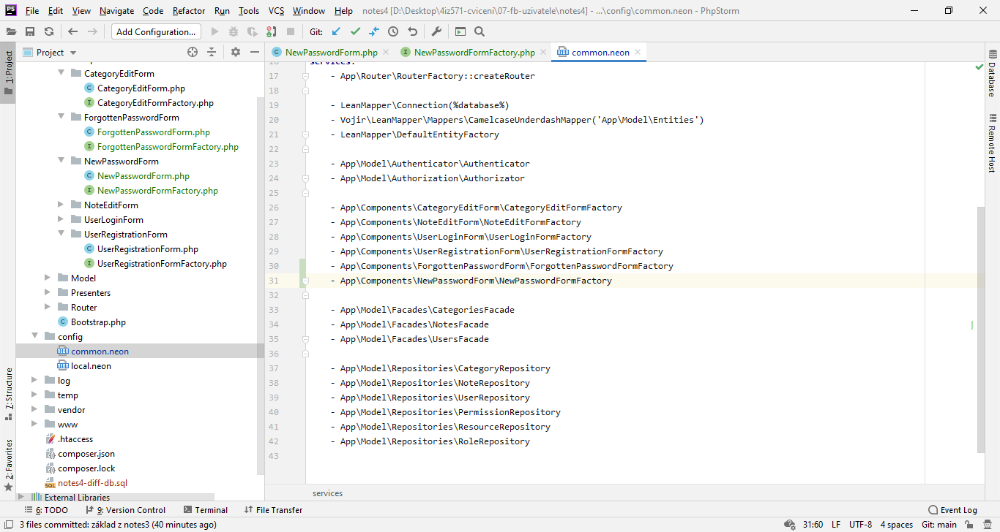 PS File Edit View Navigate Code Refactor Run Tools VCS Window Help notes4 [D:\Desktop\4iz571-cviceni\07-fb-uzivatele\notes4] - ...\config\common.neon - PhpStorm
Add Configuration... Git:
Project
NewPasswordForm.php NewPasswordFormFactory.php common.neon
1: Project
7: Structure
2: Favorites
CategoryEditForm
CategoryEditForm.php
CategoryEditFormFactory.php
ForgottenPasswordForm
ForgottenPasswordForm.php
ForgottenPasswordFormFactory.php
NewPasswordForm
NewPasswordForm.php
NewPasswordFormFactory.php
NoteEditForm
UserLoginForm
UserRegistrationForm
UserRegistrationForm.php
UserRegistrationFormFactory.php
Model
Presenters
Router
Bootstrap.php
config
common.neon
local.neon
log
temp
vendor
www
.htaccess
composer.json
composer.lock
notes4-diff-db.sql
External Libraries
16 services:
17 - App\Router\RouterFactory::createRouter
18
19 - LeanMapper\Connection(%database%)
20 - Vojir\LeanMapper\Mappers\CamelcaseUnderdashMapper('App\Model\Entities')
21 - LeanMapper\DefaultEntityFactory
22
23 - App\Model\Authenticator\Authenticator
24 - App\Model\Authorization\Authorizator
25
26 - App\Components\CategoryEditForm\CategoryEditFormFactory
27 - App\Components\NoteEditForm\NoteEditFormFactory
28 - App\Components\UserLoginForm\UserLoginFormFactory
29 - App\Components\UserRegistrationForm\UserRegistrationFormFactory
30 - App\Components\ForgottenPasswordForm\ForgottenPasswordFormFactory
31 - App\Components\NewPasswordForm\NewPasswordFormFactory
32
33 - App\Model\Facades\CategoriesFacade
34 - App\Model\Facades\NotesFacade
35 - App\Model\Facades\UsersFacade
36
37 - App\Model\Repositories\CategoryRepository
38 - App\Model\Repositories\NoteRepository
39 - App\Model\Repositories\UserRepository
40 - App\Model\Repositories\PermissionRepository
41 - App\Model\Repositories\ResourceRepository
42 - App\Model\Repositories\RoleRepository
43
services
Database
Remote Host
6: TODO 9: Version Control Terminal File Transfer Event Log
3 files committed: základ z notes3 (40 minutes ago) 31:60 LF UTF-8 4 spaces Git: main